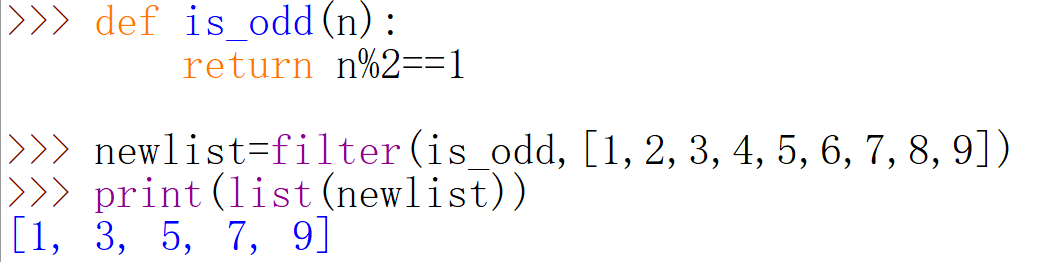 >>> def is_odd(n):
        return n%2==1
>>> newlist=filter(is_odd,[1,2,3,4,5,6,7,8,9])
>>> print(list(newlist))
[1, 3, 5, 7, 9]